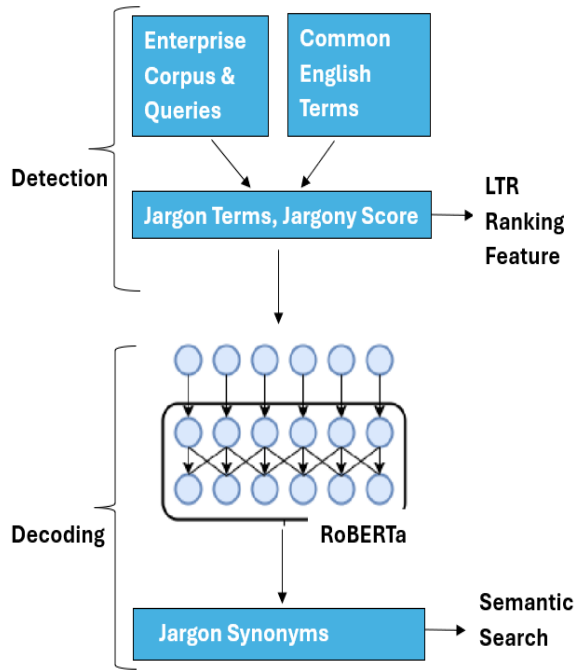 Enterprise
Corpus &
Queries
Common
English
Terms
Detection
Jargon Terms, Jargony Score
LTR
Ranking
Feature
RoBERTa
Decoding
Jargon Synonyms
Semantic
Search